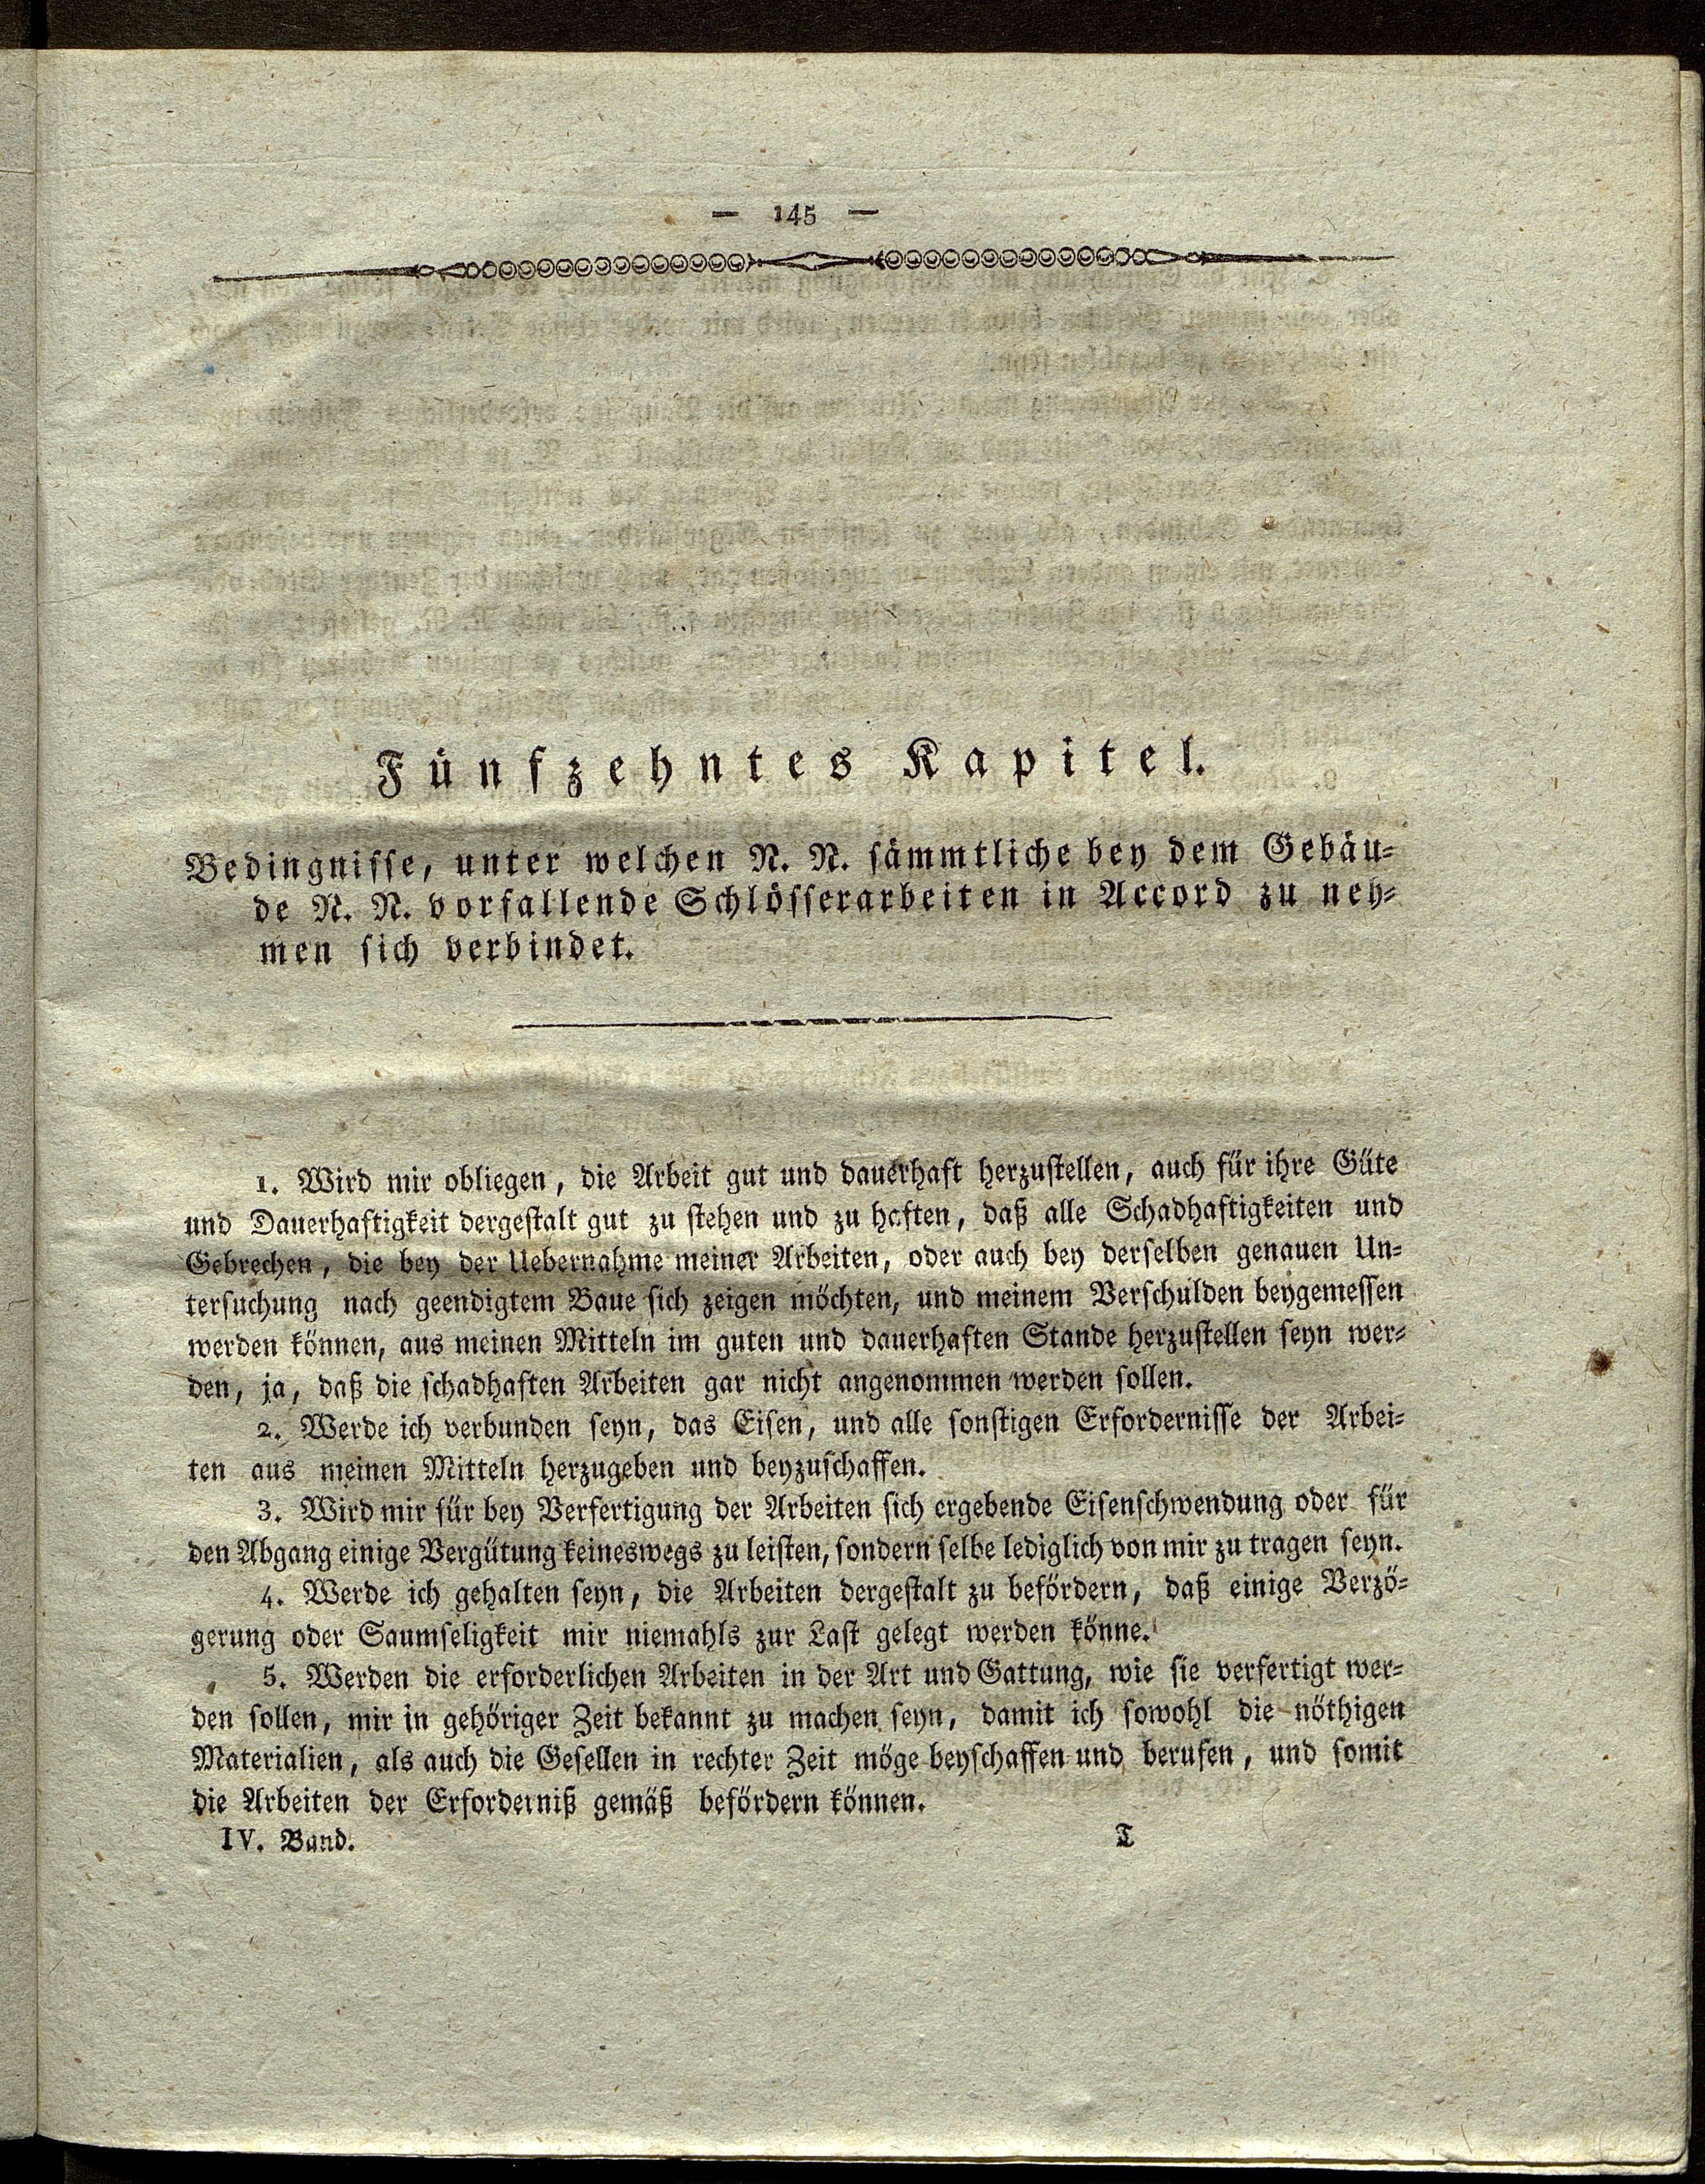 — 145 —
Fünfzehntes Kapitel.
Bedingnisse, unter welchen N. N. sämmtliche bey dem Gebäu-
de N. N. vorfallende Schlösserarbeiten in Accord zu neh-
men sich verbindet.
1. Wird mir obliegen, die Arbeit gut und dauerhaft herzustellen, auch für ihre Güte
und Dauerhaftigkeit dergestalt gut zu stehen und zu haften, daß alle Schadhaftigkeiten und
Gebrechen, die bey der Uebernahme meiner Arbeiten, oder auch bey derselben genauen Un-
tersuchung nach geendigtem Baue sich zeigen möchten, und meinem Verschulden beygemessen
werden können, aus meinen Mitteln im guten und dauerhaften Stande herzustellen seyn wer-
den, ja, daß die schadhaften Arbeiten gar nicht angenommen werden sollen.
2. Werde ich verbunden seyn, das Eisen, und alle sonstigen Erfordernisse der Arbei-
ten aus meinen Mitteln herzugeben und beyzuschaffen.
3. Wird mir für bey Verfertigung der Arbeiten sich ergebende Eisenschwendung oder für
den Abgang einige Vergütung keineswegs zu leisten, sondern selbe lediglich von mir zu tragen seyn.
4. Werde ich gehalten seyn, die Arbeiten dergestalt zu befördern, daß einige Verzö-
gerung oder Saumseligkeit mir niemahls zur Last gelegt werden könne.
5. Werden die erforderlichen Arbeiten in der Art und Gattung, wie sie verfertigt wer-
den sollen, mir in gehöriger Zeit bekannt zu machen seyn, damit ich sowohl die nöthigen
Materialien, als auch die Gesellen in rechter Zeit möge beyschaffen und berufen, und somit
die Arbeiten der Erforderniß gemäß befördern können.
IV. Band. T